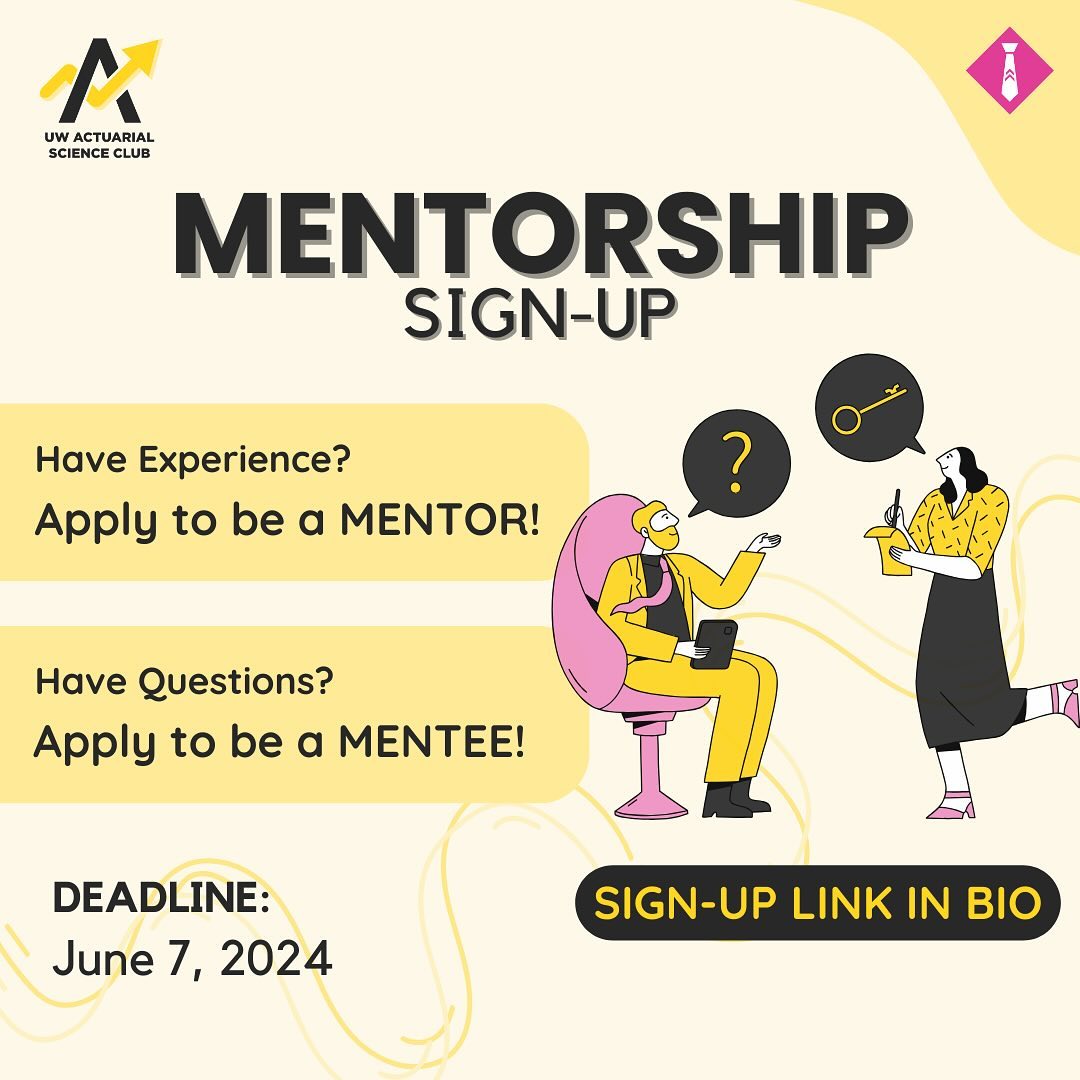 UW ACTUARIAL
SCIENCE CLUB
MENTORSHIP
SIGN-UP
Have Experience?
Apply to be a MENTOR!
?
Have Questions?
Apply to be a MENTEE!
DEADLINE:
June 7, 2024
SIGN-UP LINK IN BIO